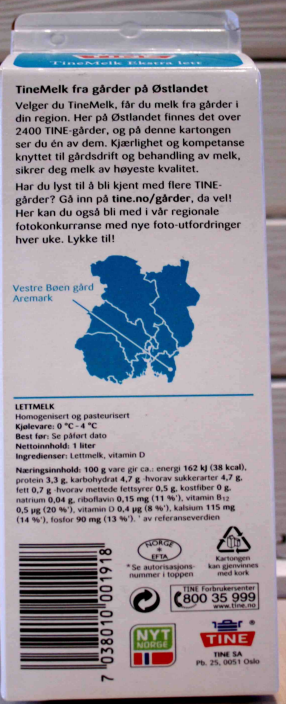 TINE
TineMelk Ekstra lett
TineMelk fra gårder på Østlandet
Velger du TineMelk, får du melk fra gårder i
din region. Her på Østlandet finnes det over
2400 TINE-gårder, og på denne kartongen
ser du én av dem. Kjærlighet og kompetanse
knyttet til gårdsdrift og behandling av melk,
sikrer deg melk av høyeste kvalitet.
Har du lyst til å bli kjent med flere TINE-
gårder? Gå inn på tine.no/gårder, da vel!
Her kan du også bli med i vår regionale
fotokonkurranse med nye foto-utfordringer
hver uke. Lykke til!
Vestre Bøen gård
Aremark
LETTMELK
Homogenisert og pasteurisert
Kjølevare: 0 °C-4 °C
Best før: Se påført dato
Nettoinnhold: 1 liter
Ingredienser: Lettmelk, vitamin D
Næringsinnhold: 100 g vare gir ca.: energi 162 kJ (38 kcal),
protein 3,3 g, karbohydrat 4,7 g -hvorav sukkerarter 4,7 g,
fett 0,7 g -hvorav mettede fettsyrer 0,5 g, kostfiber 0 g,
natrium 0,04 g, riboflavin 0,15 mg (11 %*), vitamin B12
0,5 µg (20 %*), vitamin D 0,4 µg (8 %*), kalsium 115 mg
(14 %*), fosfor 90 mg (13 %*). * av referanseverdien
NORGE
EFTA
*Se autorisasjons-
nummer i toppen
Kartongen
kan gjenvinnes
med kork
TINE Forbrukersenter
800 35 999
www.tine.no
NYT
NORGE
TINE
TINE SA
Pb. 25, 0051 Oslo
7 038010 001918